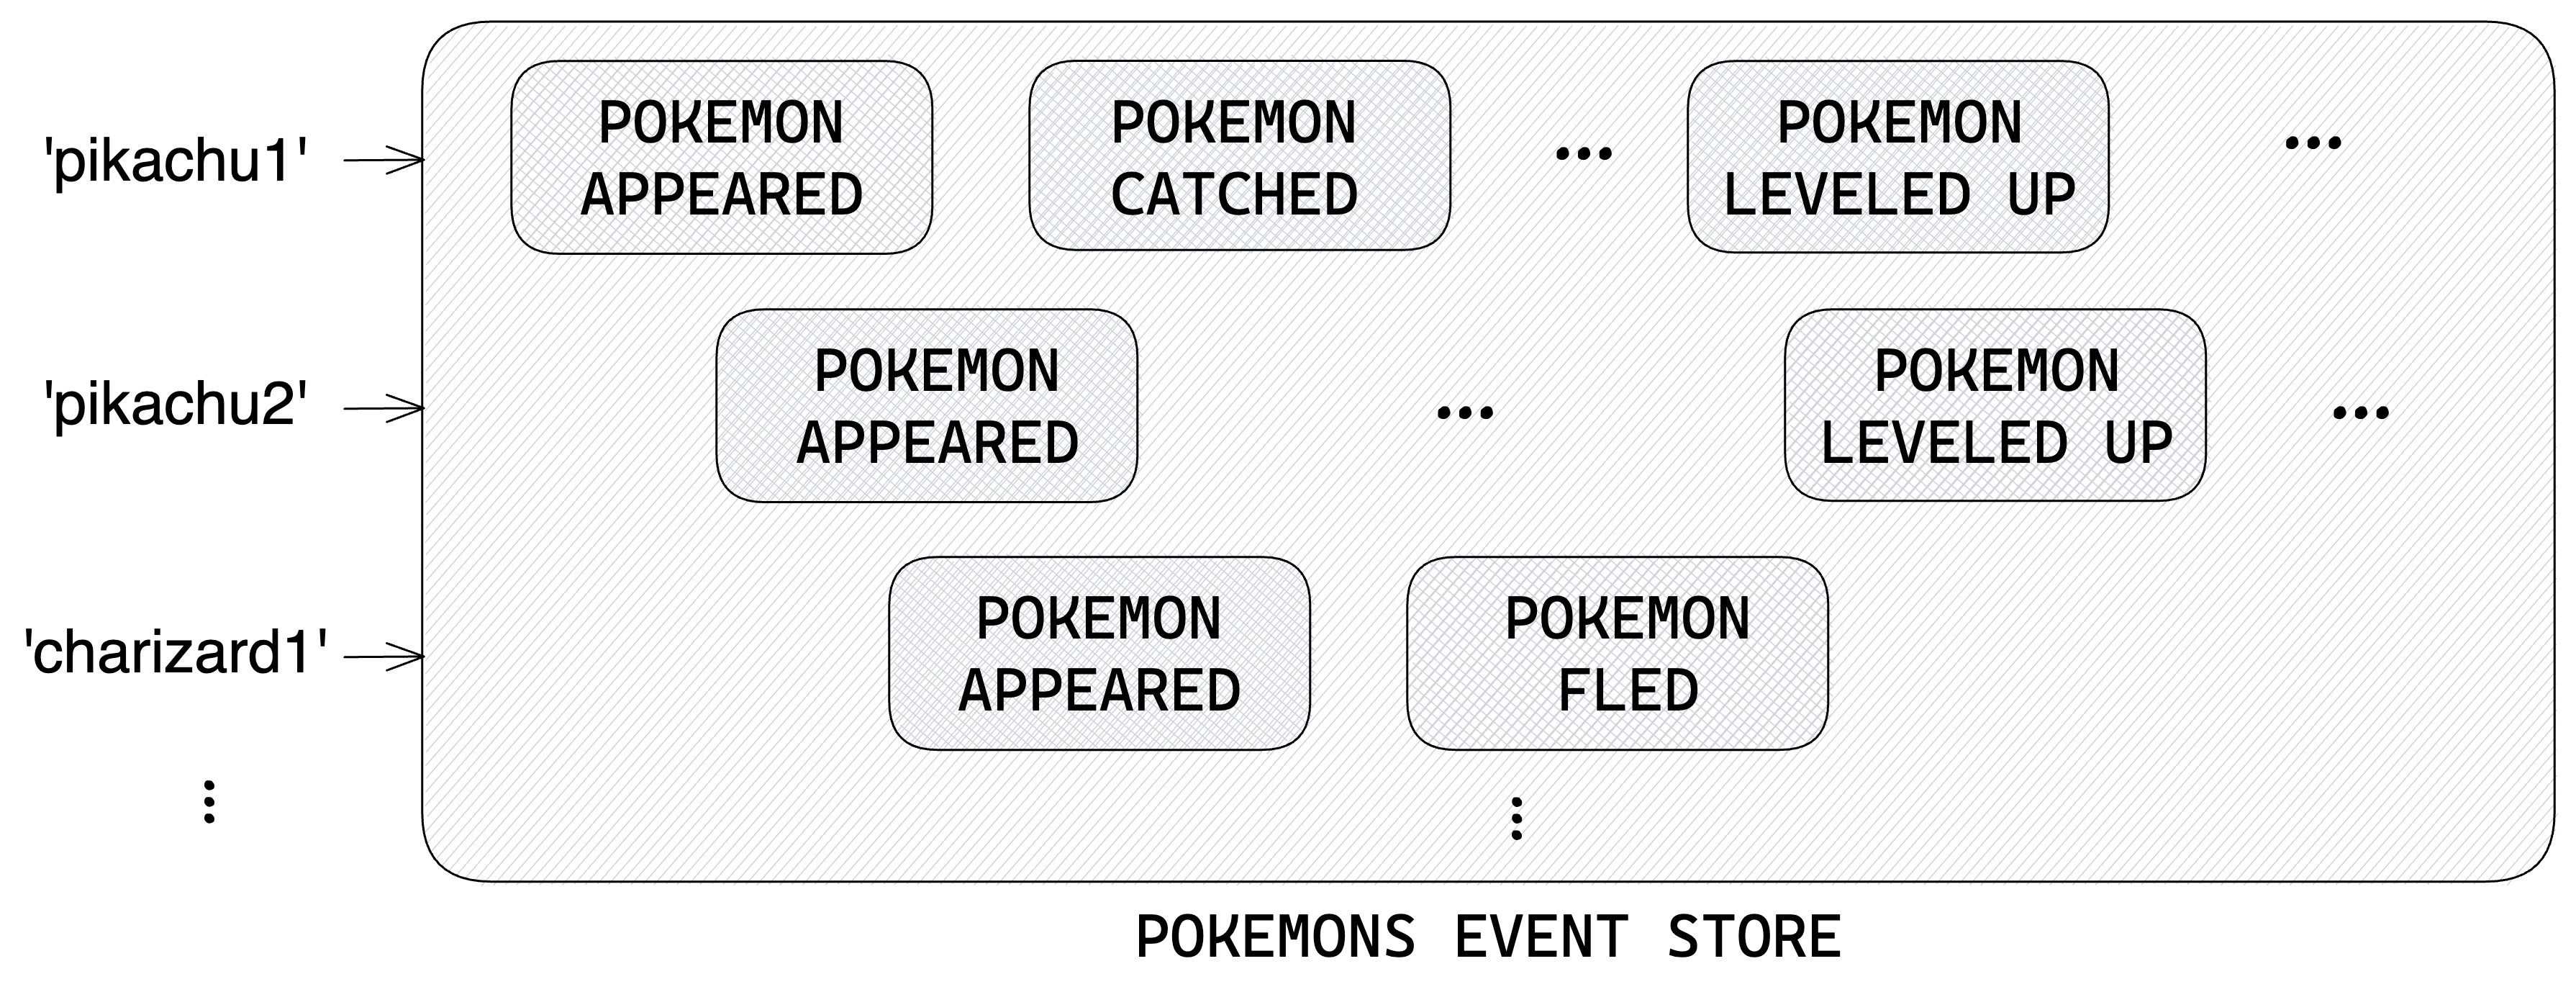 'pikachu1'
POKEMON
APPEARED
POKEMON
CATCHED
...
POKEMON
LEVELED UP
...
'pikachu2'
POKEMON
APPEARED
...
POKEMON
LEVELED UP
...
'charizard1'
POKEMON
APPEARED
POKEMON
FLED
POKEMONS EVENT STORE